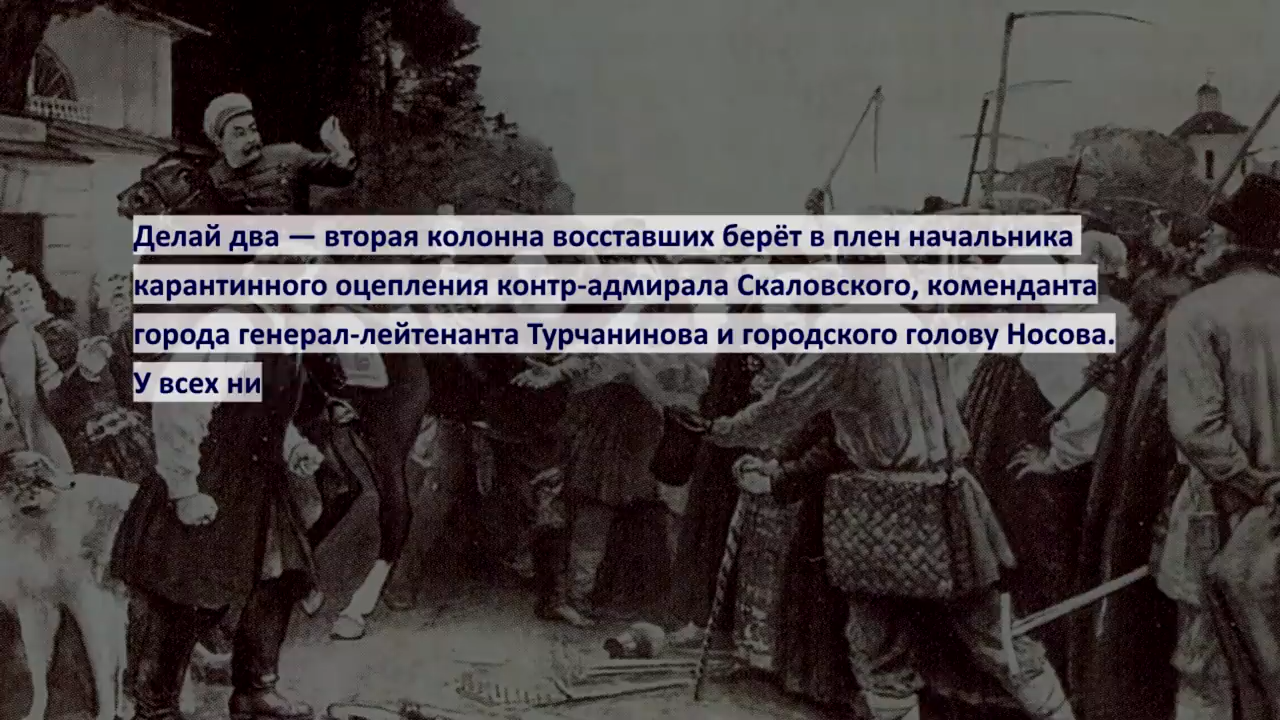 Делай два — вторая колонна восставших берёт в плен начальника
карантинного оцепления контр-адмирала Скаловского, коменданта
города генерал-лейтенанта Турчанинова и городского голову Носова.
У всех ни